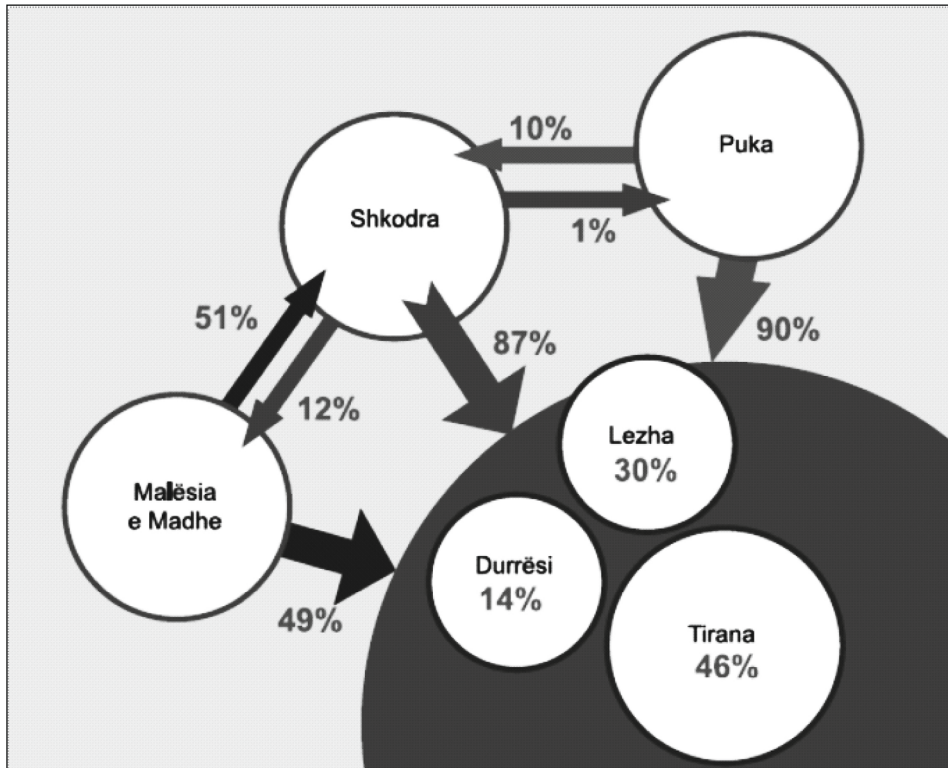 10%
Puka
Shkodra
1%
51%
87%
90%
12%
Lezha
30%
Malësia
e Madhe
Durrësi
14%
49%
Tirana
46%